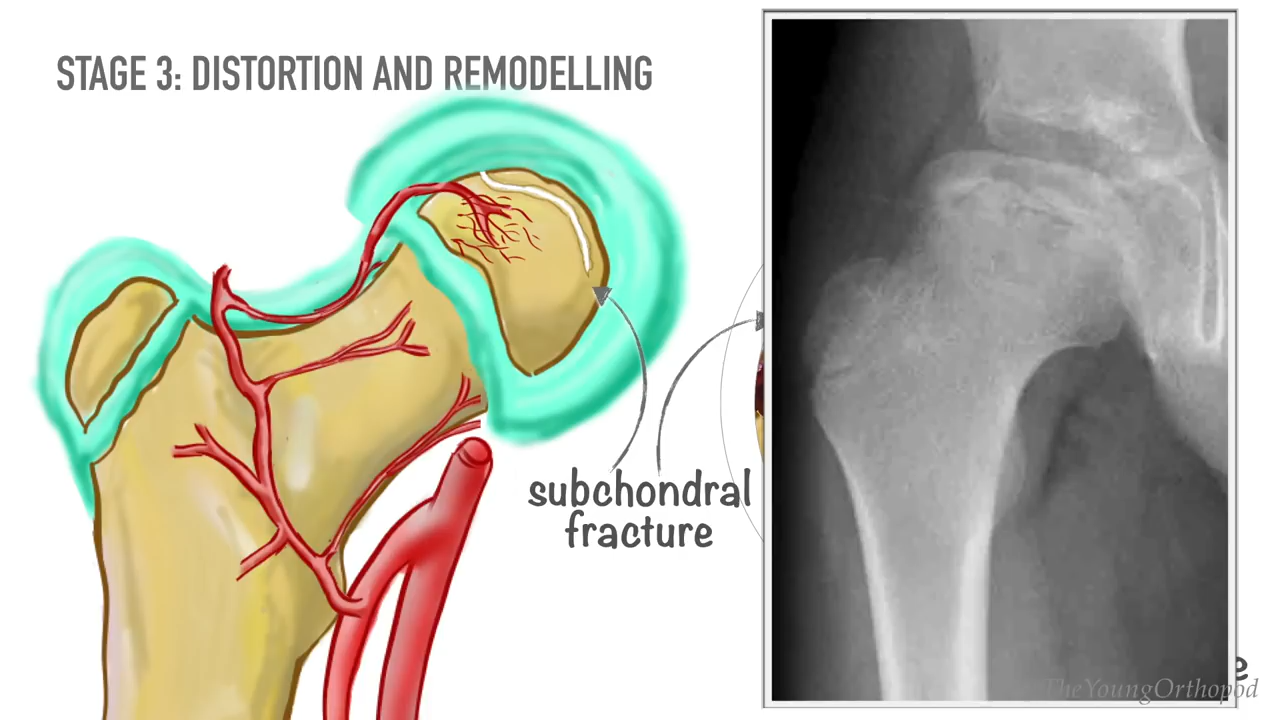 STAGE 3: DISTORTION AND REMODELLING
subchondral
fracture
e
TheYoungOrthopod